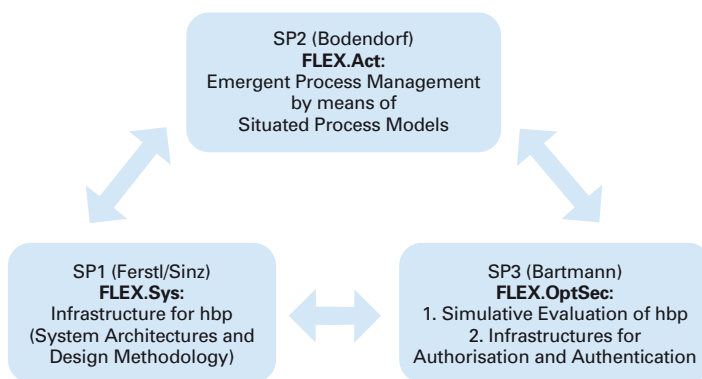 SP2 (Bodendorf)
FLEX.Act:
Emergent Process Management
by means of
Situated Process Models
SP1 (Ferstl/Sinz)
FLEX.Sys:
Infrastructure for hbp
(System Architectures and
Design Methodology)
SP3 (Bartmann)
FLEX.OptSec:
1. Simulative Evaluation of hbp
2. Infrastructures for
Authorisation and Authentication